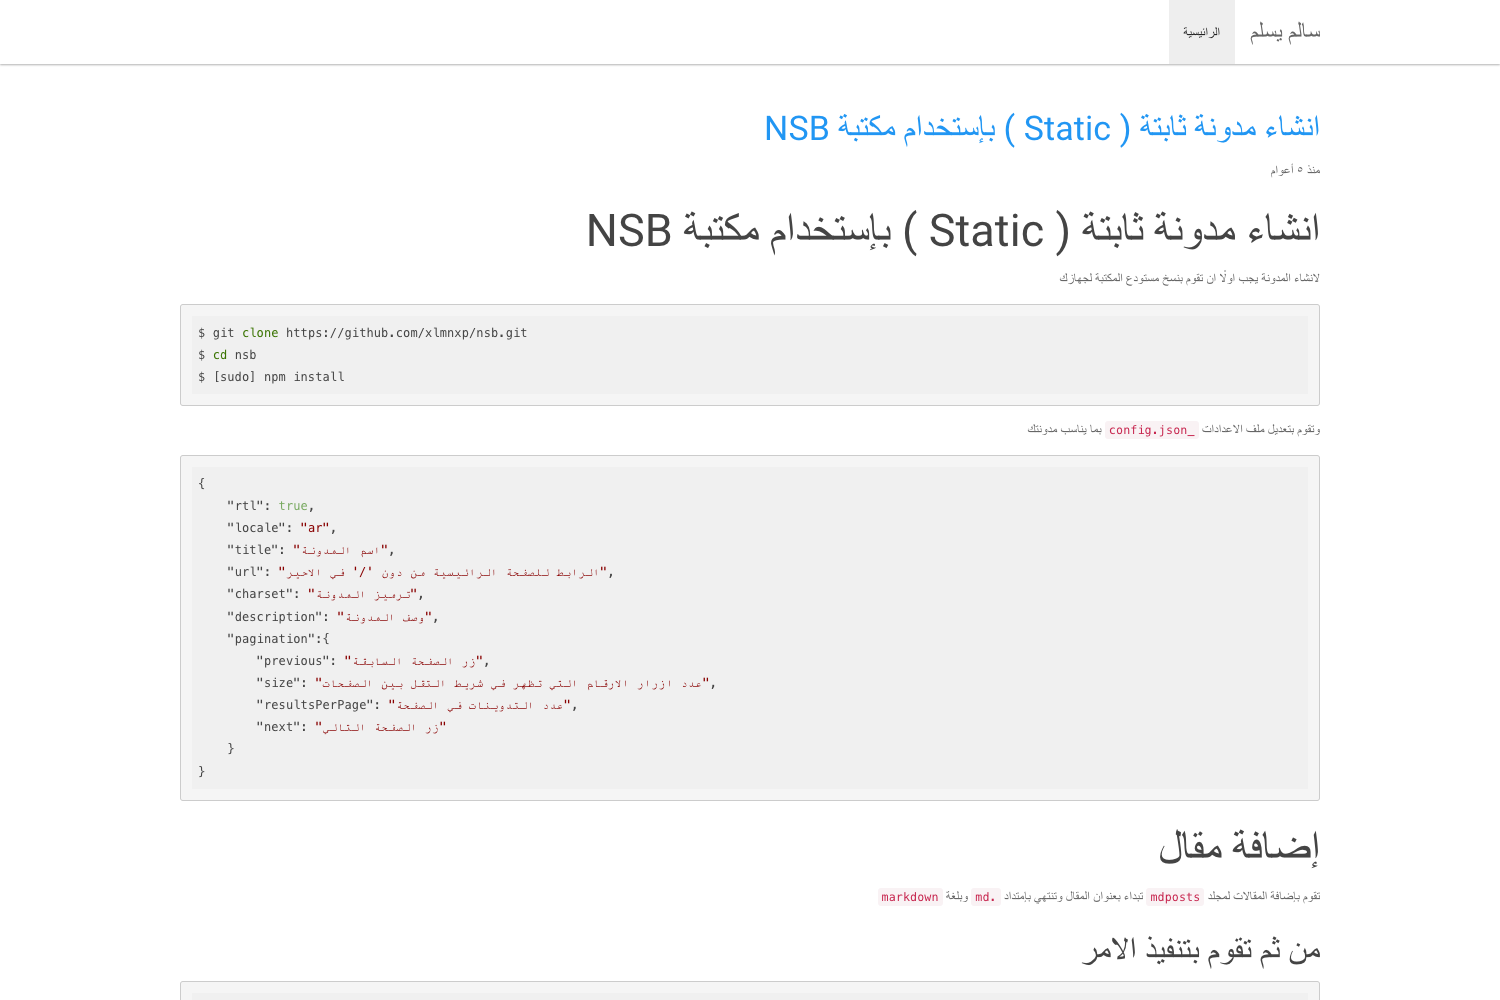 سالم يسلم
الرائيسية
انشاء مدونة ثابتة ( Static ) بإستخدام مكتبة NSB
منذ ٥ أعوام
انشاء مدونة ثابتة ( Static ) بإستخدام مكتبة NSB
لانشاء المدونة يجب اولًا ان تقوم بنسخ مستودع المكتبة لجهازك
$ git clone https://github.com/xlmnxp/nsb.git
$ cd nsb
$ [sudo] npm install
وتقوم بتعديل ملف الاعدادات _config.json بما يناسب مدونتك
{
"rtl": true,
"locale": "ar",
"title": "اسم المدونة",
"url": "الرابط للصفحة الرائيسية من دون '/' في الاخير",
"charset": "ترميز المدونة",
"description": "وصف المدونة",
"pagination":{
"previous": "زر الصفحة السابقة",
"size": "عدد ازرار الارقام التي تظهر في شريط التقل بين الصفحات",
"resultsPerPage": "عدد التدوينات في الصفحة",
"next": "زر الصفحة التالي"
}
}
إضافة مقال
تقوم بإضافة المقالات لمجلد mdposts تبداء بعنوان المقال وتنتهي بإمتداد .md وبلغة markdown
من ثم تقوم بتنفيذ الامر